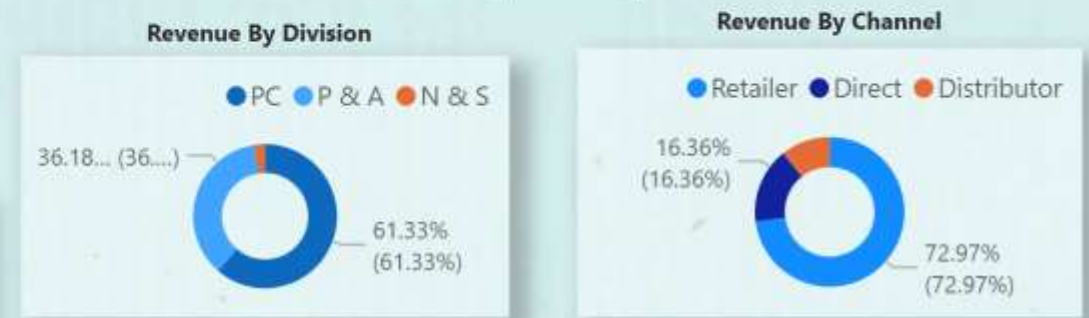 Revenue By Division
PC P & A N & S
36.18... (36....)
61.33%
(61.33%)
Revenue By Channel
Retailer Direct Distributor
16.36%
(16.36%)
72.97%
(72.97%)